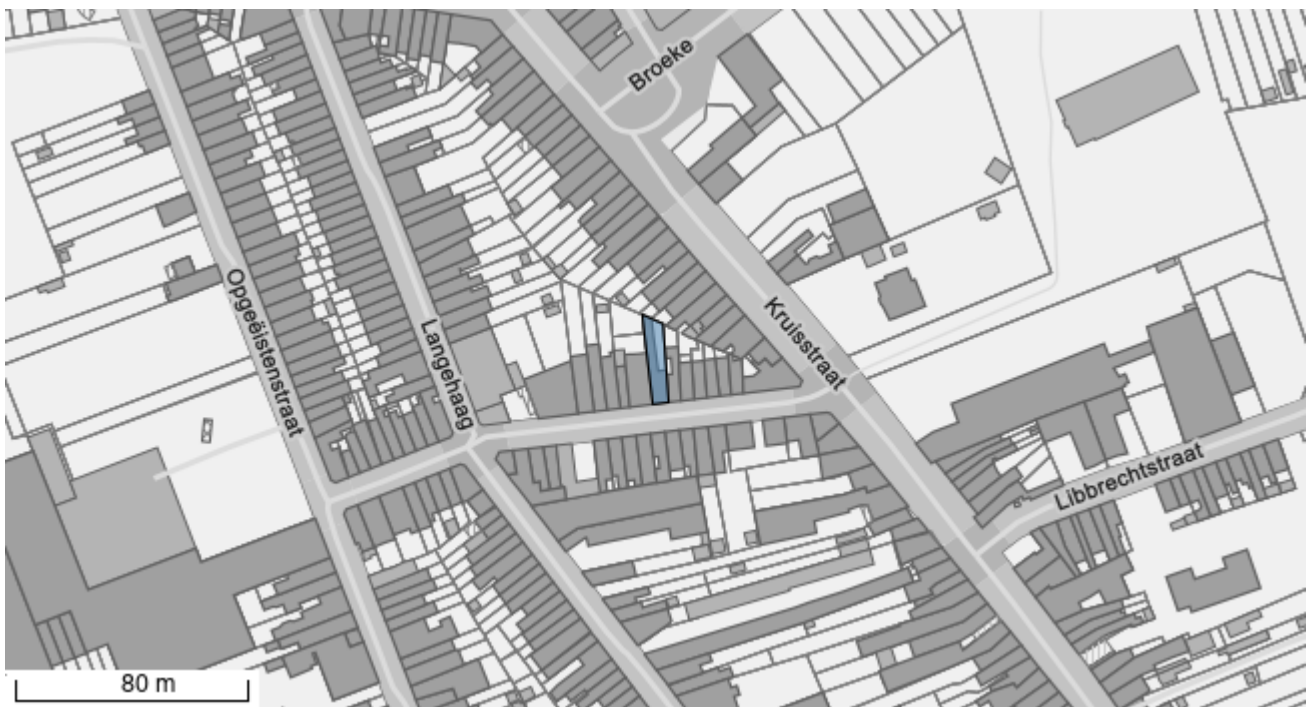 Broeke
Opgeëistenstraat
Langehaag
Kruisstraat
Libbrechtstraat
80 m